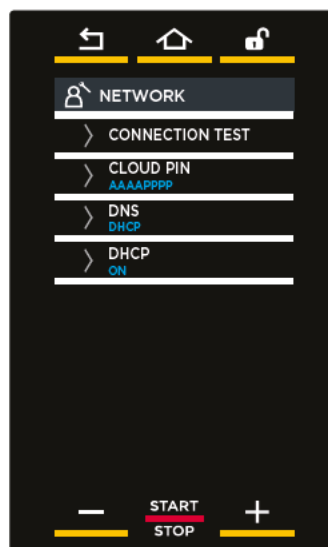 NETWORK
CONNECTION TEST
CLOUD PIN
AAAAPPPP
DNS
DHCP
DHCP
ON
START
STOP